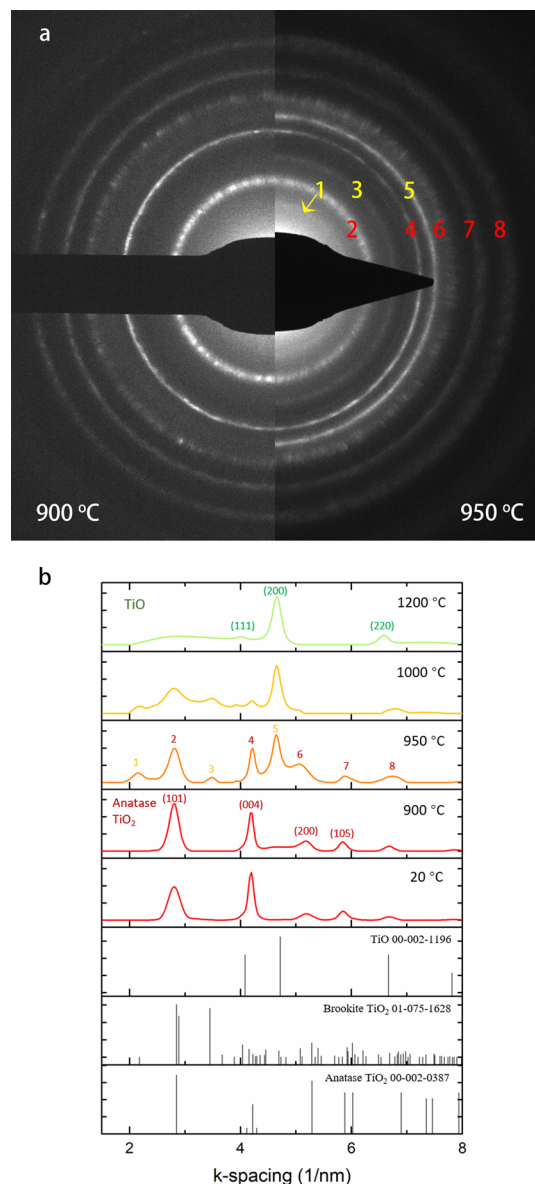 a
1 3 5
2 4 6 7 8
900 °C 950 °C
b
(200)
TiO 1200 °C
(111) (220)
1000 °C
5 950 °C
2 4
6
1 3 7 8
(101)
Anatase (004) 900 °C
TiO2 (200) (105)
20 °C
TiO 00-002-1196
Brookite TiO2 01-075-1628
Anatase TiO2 00-002-0387
2 4 6 8
k-spacing (1/nm)